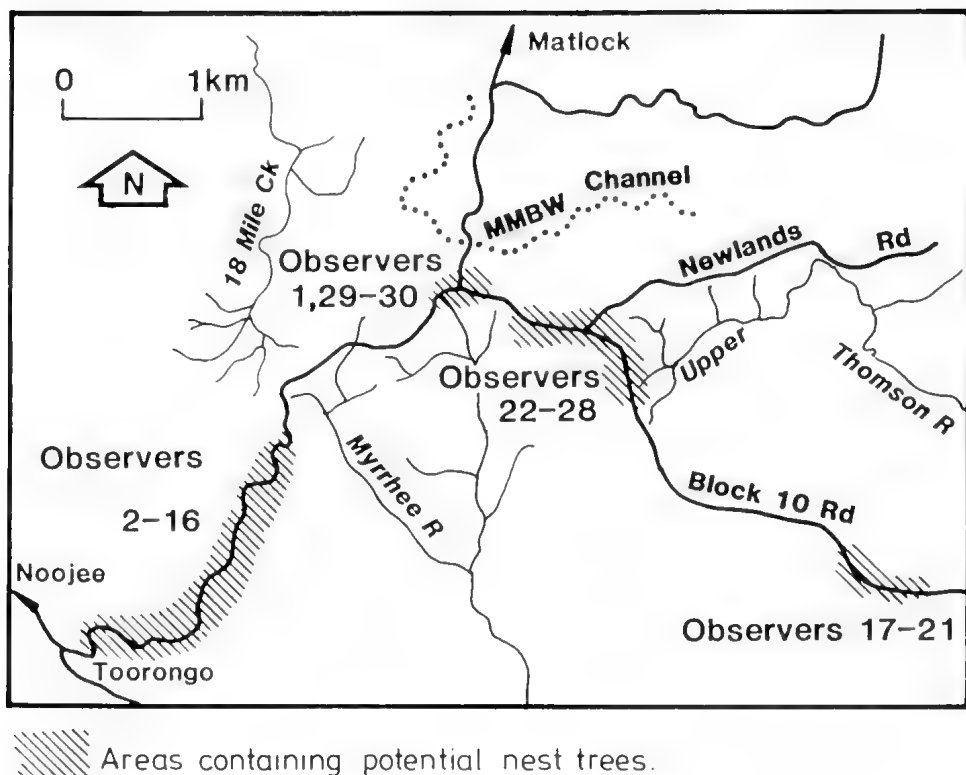 Matlock
0 1km
N
18 Mile Ck
MMBW Channel
Newlands Rd
Observers
1,29-30
Upper Thomson R
Observers
22-28
Observers
2-16
Myrrhee R
Block 10 Rd
Noojee
Toorongo
Observers 17-21
Areas containing potential nest trees.